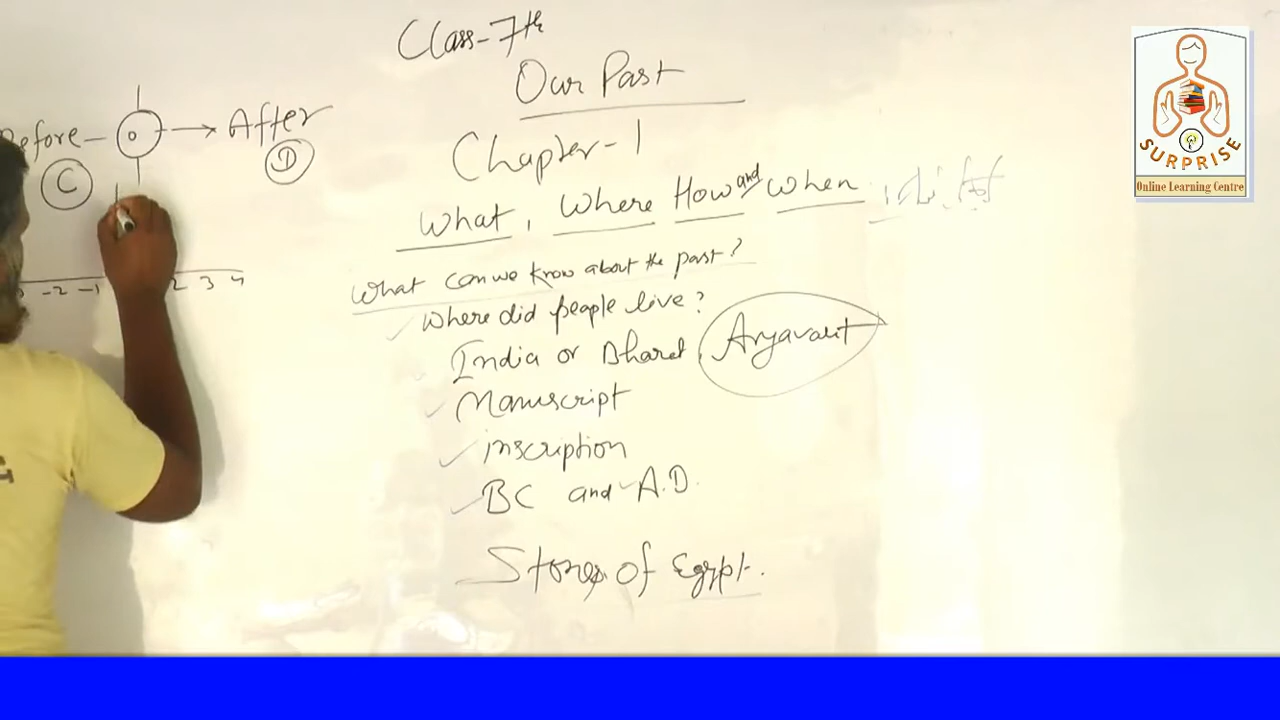 Class-7th
Our Past
Chapter-1
What, Where How and when
What can we know about the past?
Where did people live?
India or Bharat, Aryavart
Manuscript
inscription
BC and A.D.
of Egypt.
Before
0
After
C
D
-2 -1 2 3 4
SURPRISE
Online Learning Centre